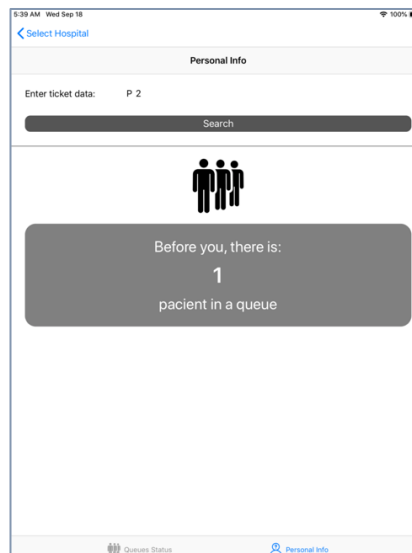 5:39 AM Wed Sep 18 100%
Select Hospital
Personal Info
Enter ticket data: P 2
Search
Before you, there is:
1
pacient in a queue
Queues Status Personal Info